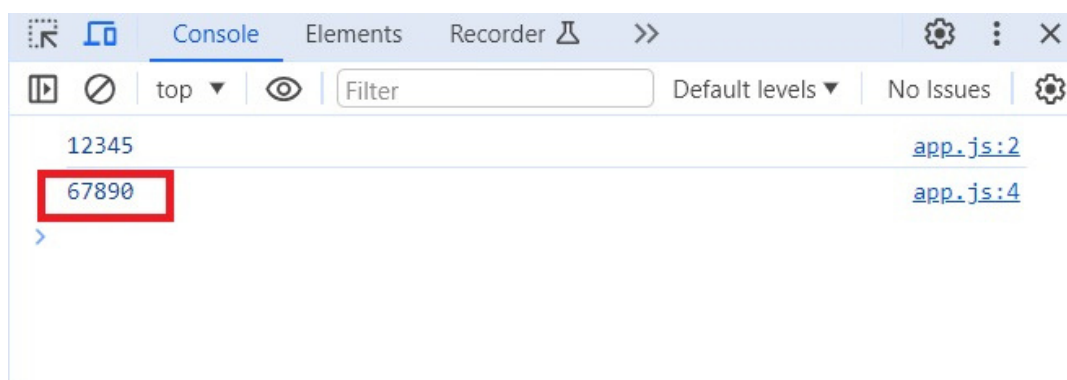 Console Elements Recorder
top Filter Default levels No Issues
12345 app.js:2
67890 app.js:4